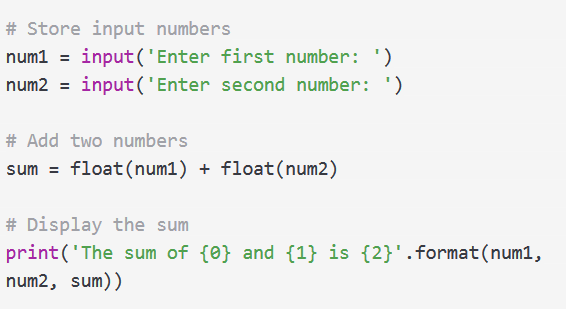 # Store input numbers
num1 = input('Enter first number: ')
num2 = input('Enter second number: ')
# Add two numbers
sum = float(num1) + float(num2)
# Display the sum
print('The sum of {0} and {1} is {2}'.format(num1,
num2, sum))